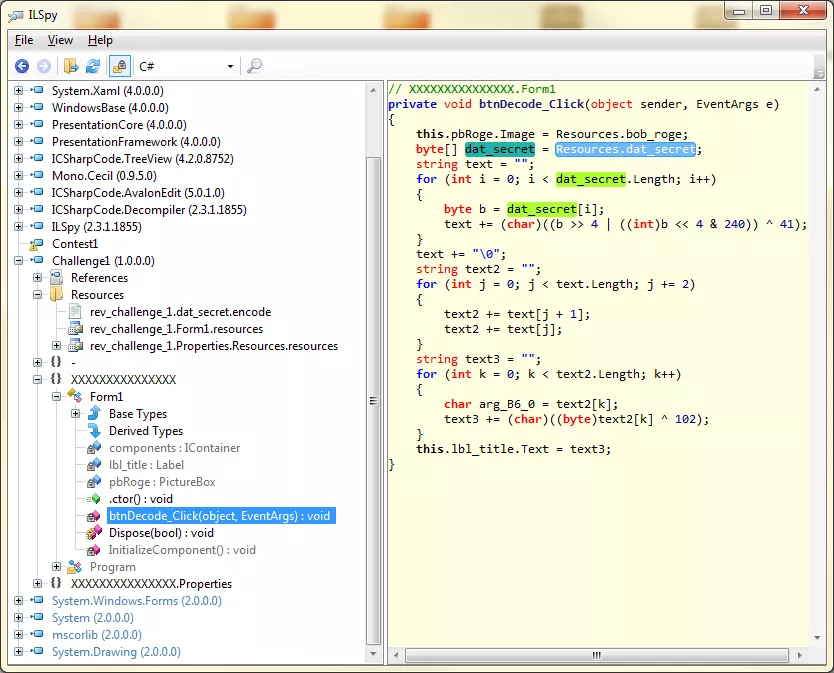 ILSpy
File View Help
C#
System.Xaml (4.0.0.0)
WindowsBase (4.0.0.0)
PresentationCore (4.0.0.0)
PresentationFramework (4.0.0.0)
ICSharpCode.TreeView (4.2.0.8752)
Mono.Cecil (0.9.5.0)
ICSharpCode.AvalonEdit (5.0.1.0)
ICSharpCode.Decompiler (2.3.1.1855)
ILSpy (2.3.1.1855)
Contest1
Challenge1 (1.0.0.0)
References
Resources
rev_challenge_1.dat_secret.encode
rev_challenge_1.Form1.resources
rev_challenge_1.Properties.Resources.resources
{} -
{} XXXXXXXXXXXXXXX
Form1
Base Types
Derived Types
components : IContainer
lbl_title : Label
pbRoge : PictureBox
.ctor() : void
btnDecode_Click(object, EventArgs) : void
Dispose(bool) : void
InitializeComponent() : void
Program
{} XXXXXXXXXXXXXXX.Properties
System.Windows.Forms (2.0.0.0)
System (2.0.0.0)
mscorlib (2.0.0.0)
System.Drawing (2.0.0.0)
// XXXXXXXXXXXXXXX.Form1
private void btnDecode_Click(object sender, EventArgs e)
{
this.pbRoge.Image = Resources.bob_roge;
byte[] dat_secret = Resources.dat_secret;
string text = "";
for (int i = 0; i < dat_secret.Length; i++)
{
byte b = dat_secret[i];
text += (char)((b >> 4 | ((int)b << 4 & 240)) ^ 41);
}
text += "\0";
string text2 = "";
for (int j = 0; j < text.Length; j += 2)
{
text2 += text[j + 1];
text2 += text[j];
}
string text3 = "";
for (int k = 0; k < text2.Length; k++)
{
char arg_B6_0 = text2[k];
text3 += (char)((byte)text2[k] ^ 102);
}
this.lbl_title.Text = text3;
}